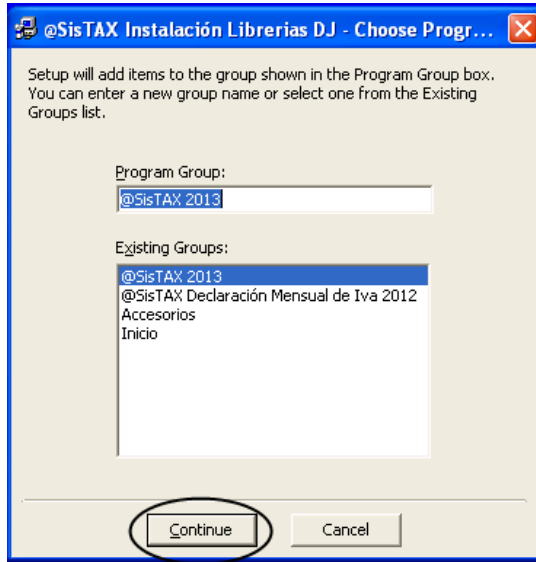 @SisTAX Instalación Librerias DJ - Choose Progr...
Setup will add items to the group shown in the Program Group box.
You can enter a new group name or select one from the Existing
Groups list.
Program Group:
@SisTAX 2013
Existing Groups:
@SisTAX 2013
@SisTAX Declaración Mensual de Iva 2012
Accesorios
Inicio
Continue
Cancel